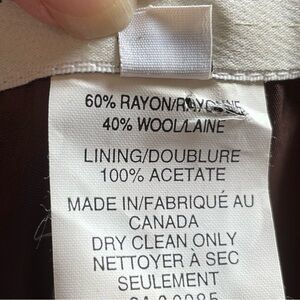 60% RAYON/RAYONNE
40% WOOL/LAINE
LINING/DOUBLURE
100% ACETATE
MADE IN/FABRIQUÉ AU
CANADA
DRY CLEAN ONLY
NETTOYER À SEC
SEULEMENT